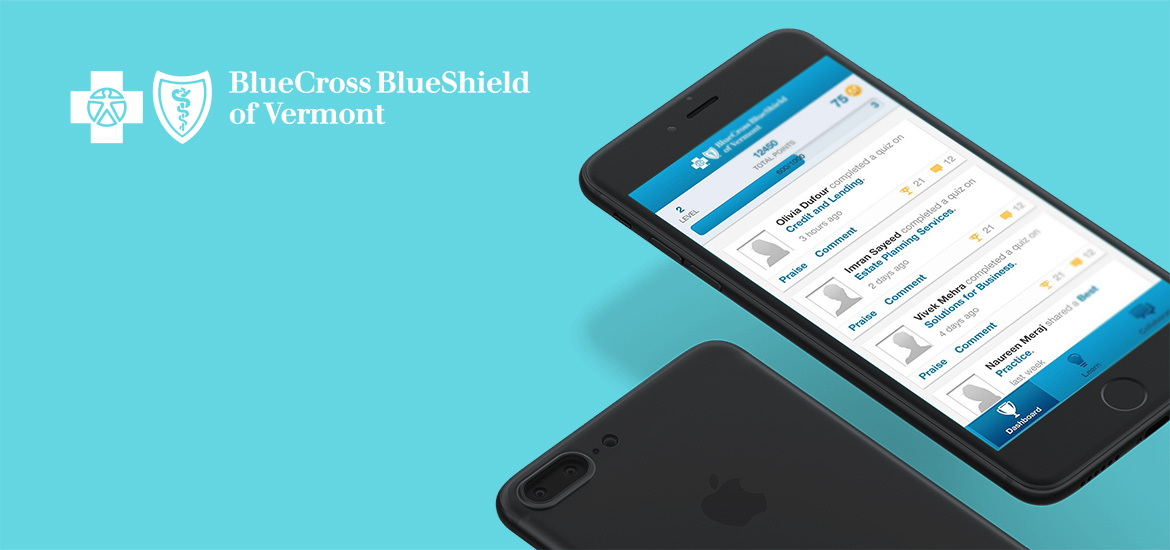 BlueCross BlueShield
of Vermont
BlueCross BlueShield
of Vermont
75
12450
TOTAL POINTS
3
2
LEVEL
Olivia Dufour completed a quiz on
Credit and Lending.
3 hours ago
21 12
Praise Comment
Imran Sayeed completed a quiz on
Estate Planning Services.
2 days ago
21 12
Praise Comment
Vivek Mehra completed a quiz on
Solutions for Business.
4 days ago
21 12
Praise Comment
Naureen Meraj shared a Best
Practice.
last week
Dashboard
Learn